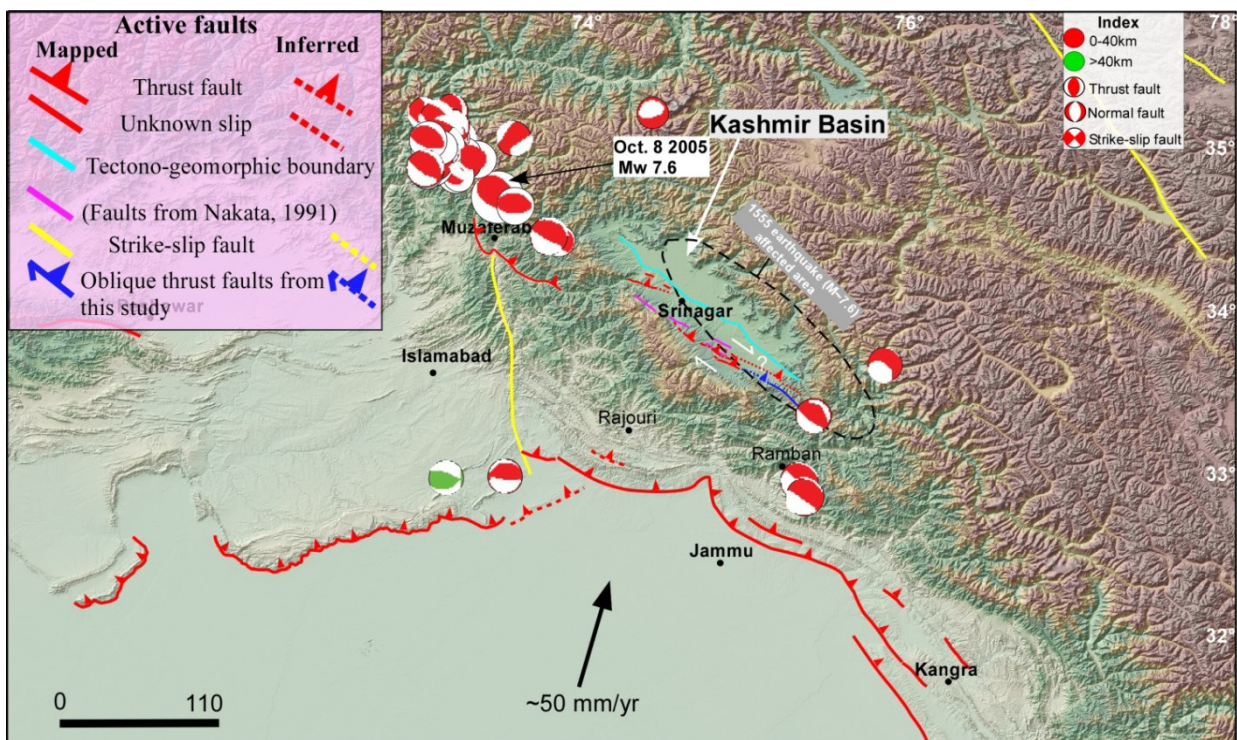 Active faults
Mapped
Inferred
Thrust fault
Unknown slip
Tectono-geomorphic boundary
(Faults from Nakata, 1991)
Strike-slip fault
Oblique thrust faults from
this study
74°
76°
78°
Index
0-40km
>40km
Thrust fault
Normal fault
Strike-slip fault
Kashmir Basin
Oct. 8 2005
Mw 7.6
35°
1555 earthquake (M~7.6)
affected area
Srinagar
34°
?
Islamabad
Rajouri
Ramban
33°
Jammu
32°
Kangra
0 110
~50 mm/yr